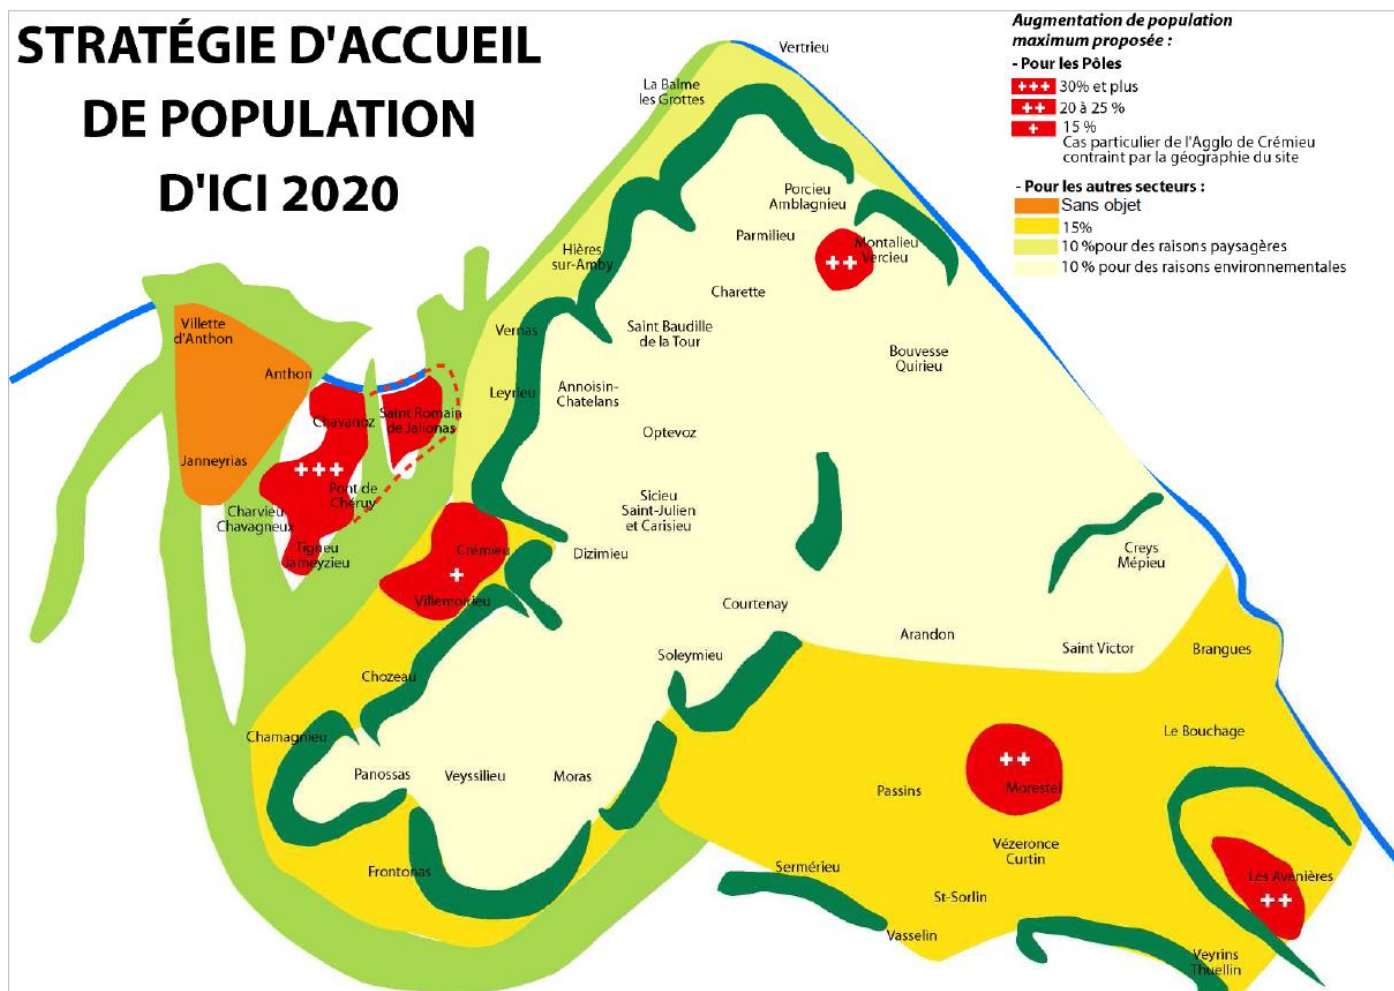 STRATÉGIE D'ACCUEIL
DE POPULATION
D'ICI 2020
Augmentation de population
maximum proposée :
- Pour les Pôles
+++ 30% et plus
++ 20 à 25 %
+ 15 %
Cas particulier de l'Agglo de Crémieu
contraint par la géographie du site
- Pour les autres secteurs :
Sans objet
15%
10 %pour des raisons paysagères
10 % pour des raisons environnementales
Vertrieu
La Balme
les Grottes
Porcieu
Amblagnieu
Parmilieu
Montalieu
Vercieu
++
Hières
sur-Amby
Charette
Villette
d'Anthon
Vernas
Saint Baudille
de la Tour
Bouvesse
Quirieu
Anthon
Leyrieu
Annoisin-
Chatelans
Chavanoz
Saint Romain
de Jalionas
Optevoz
Janneyrias
+++
Pont de
Chéruy
Charvieu
Chavagneux
Sicieu
Saint-Julien
et Carisieu
Tigneu
Jameyzieu
Crémieu
+
Villemoirieu
Dizimieu
Creys
Mépieu
Courtenay
Arandon
Saint Victor
Brangues
Soleymieu
Chozeau
Chamagnieu
Le Bouchage
Panossas
Veyssilieu
Moras
++
Morestel
Passins
Vézeronce
Curtin
Frontonas
Sermérieu
St-Sorlin
Les Avenières
++
Vasselin
Veyrins
Thuellin